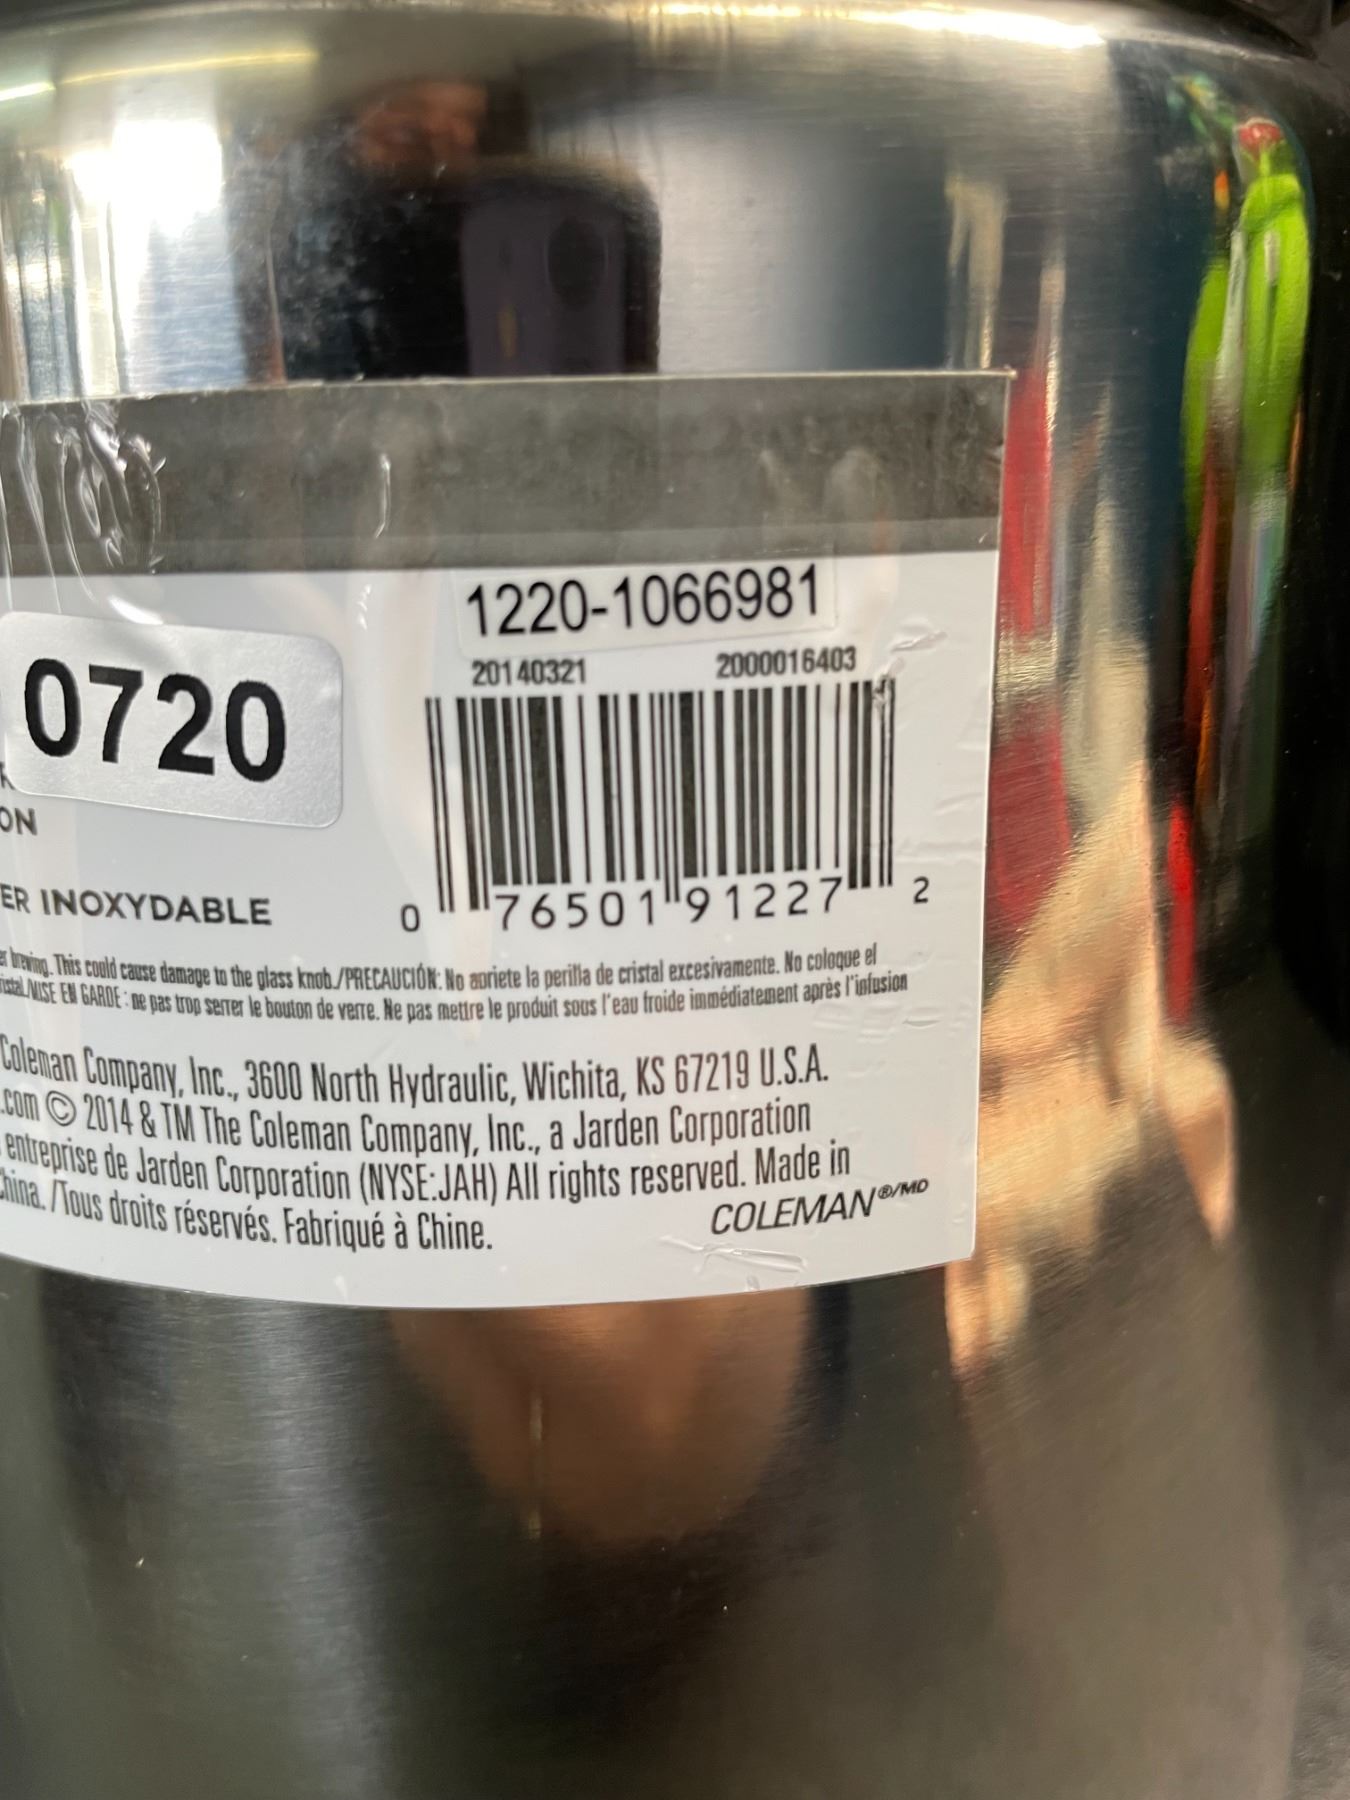 1220-1066981
20140321 2000016403
0720
ON
ER INOXYDABLE
0 76501 91227 2
er brewing. This could cause damage to the glass knob./PRECAUCIÓN: No apriete la perilla de cristal excesivamente. No coloque el
MISE EN GARDE : ne pas trop serrer le bouton de verre. Ne pas mettre le produit sous l'eau froide immédiatement après l'infusion
Coleman Company, Inc., 3600 North Hydraulic, Wichita, KS 67219 U.S.A.
.com © 2014 & TM The Coleman Company, Inc., a Jarden Corporation
entreprise de Jarden Corporation (NYSE:JAH) All rights reserved. Made in
China. /Tous droits réservés. Fabriqué à Chine.
COLEMAN®/MD